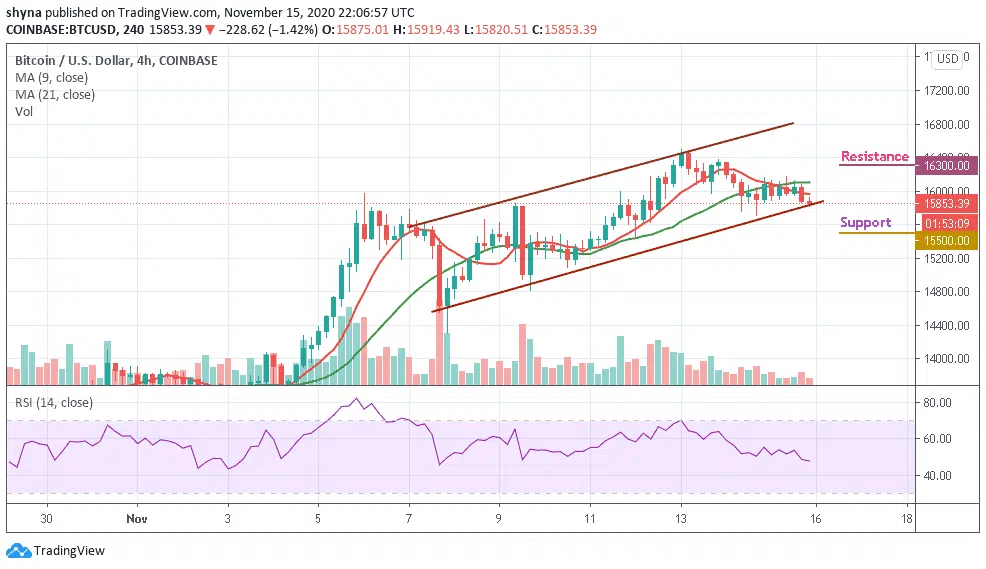 shyna published on TradingView.com, November 15, 2020 22:06:57 UTC
COINBASE:BTCUSD, 240 15853.39 ▼ −228.62 (−1.42%) O:15875.01 H:15919.43 L:15820.51 C:15853.39
Bitcoin / U.S. Dollar, 4h, COINBASE
MA (9, close)
MA (21, close)
Vol
USD
17200.00
16800.00
Resistance
16300.00
16000.00
15853.39
Support
01:53:09
15500.00
15200.00
14800.00
14400.00
14000.00
RSI (14, close)
80.00
60.00
40.00
30 Nov 3 5 7 9 11 13 16 18
TradingView